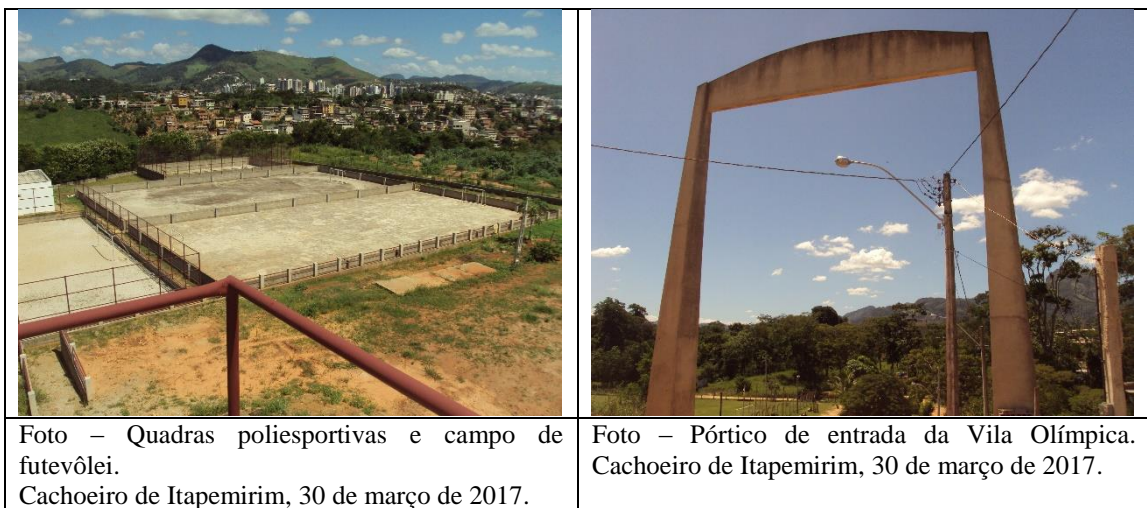 Foto – Quadras poliesportivas e campo de
futevôlei.
Cachoeiro de Itapemirim, 30 de março de 2017.
Foto – Pórtico de entrada da Vila Olímpica.
Cachoeiro de Itapemirim, 30 de março de 2017.